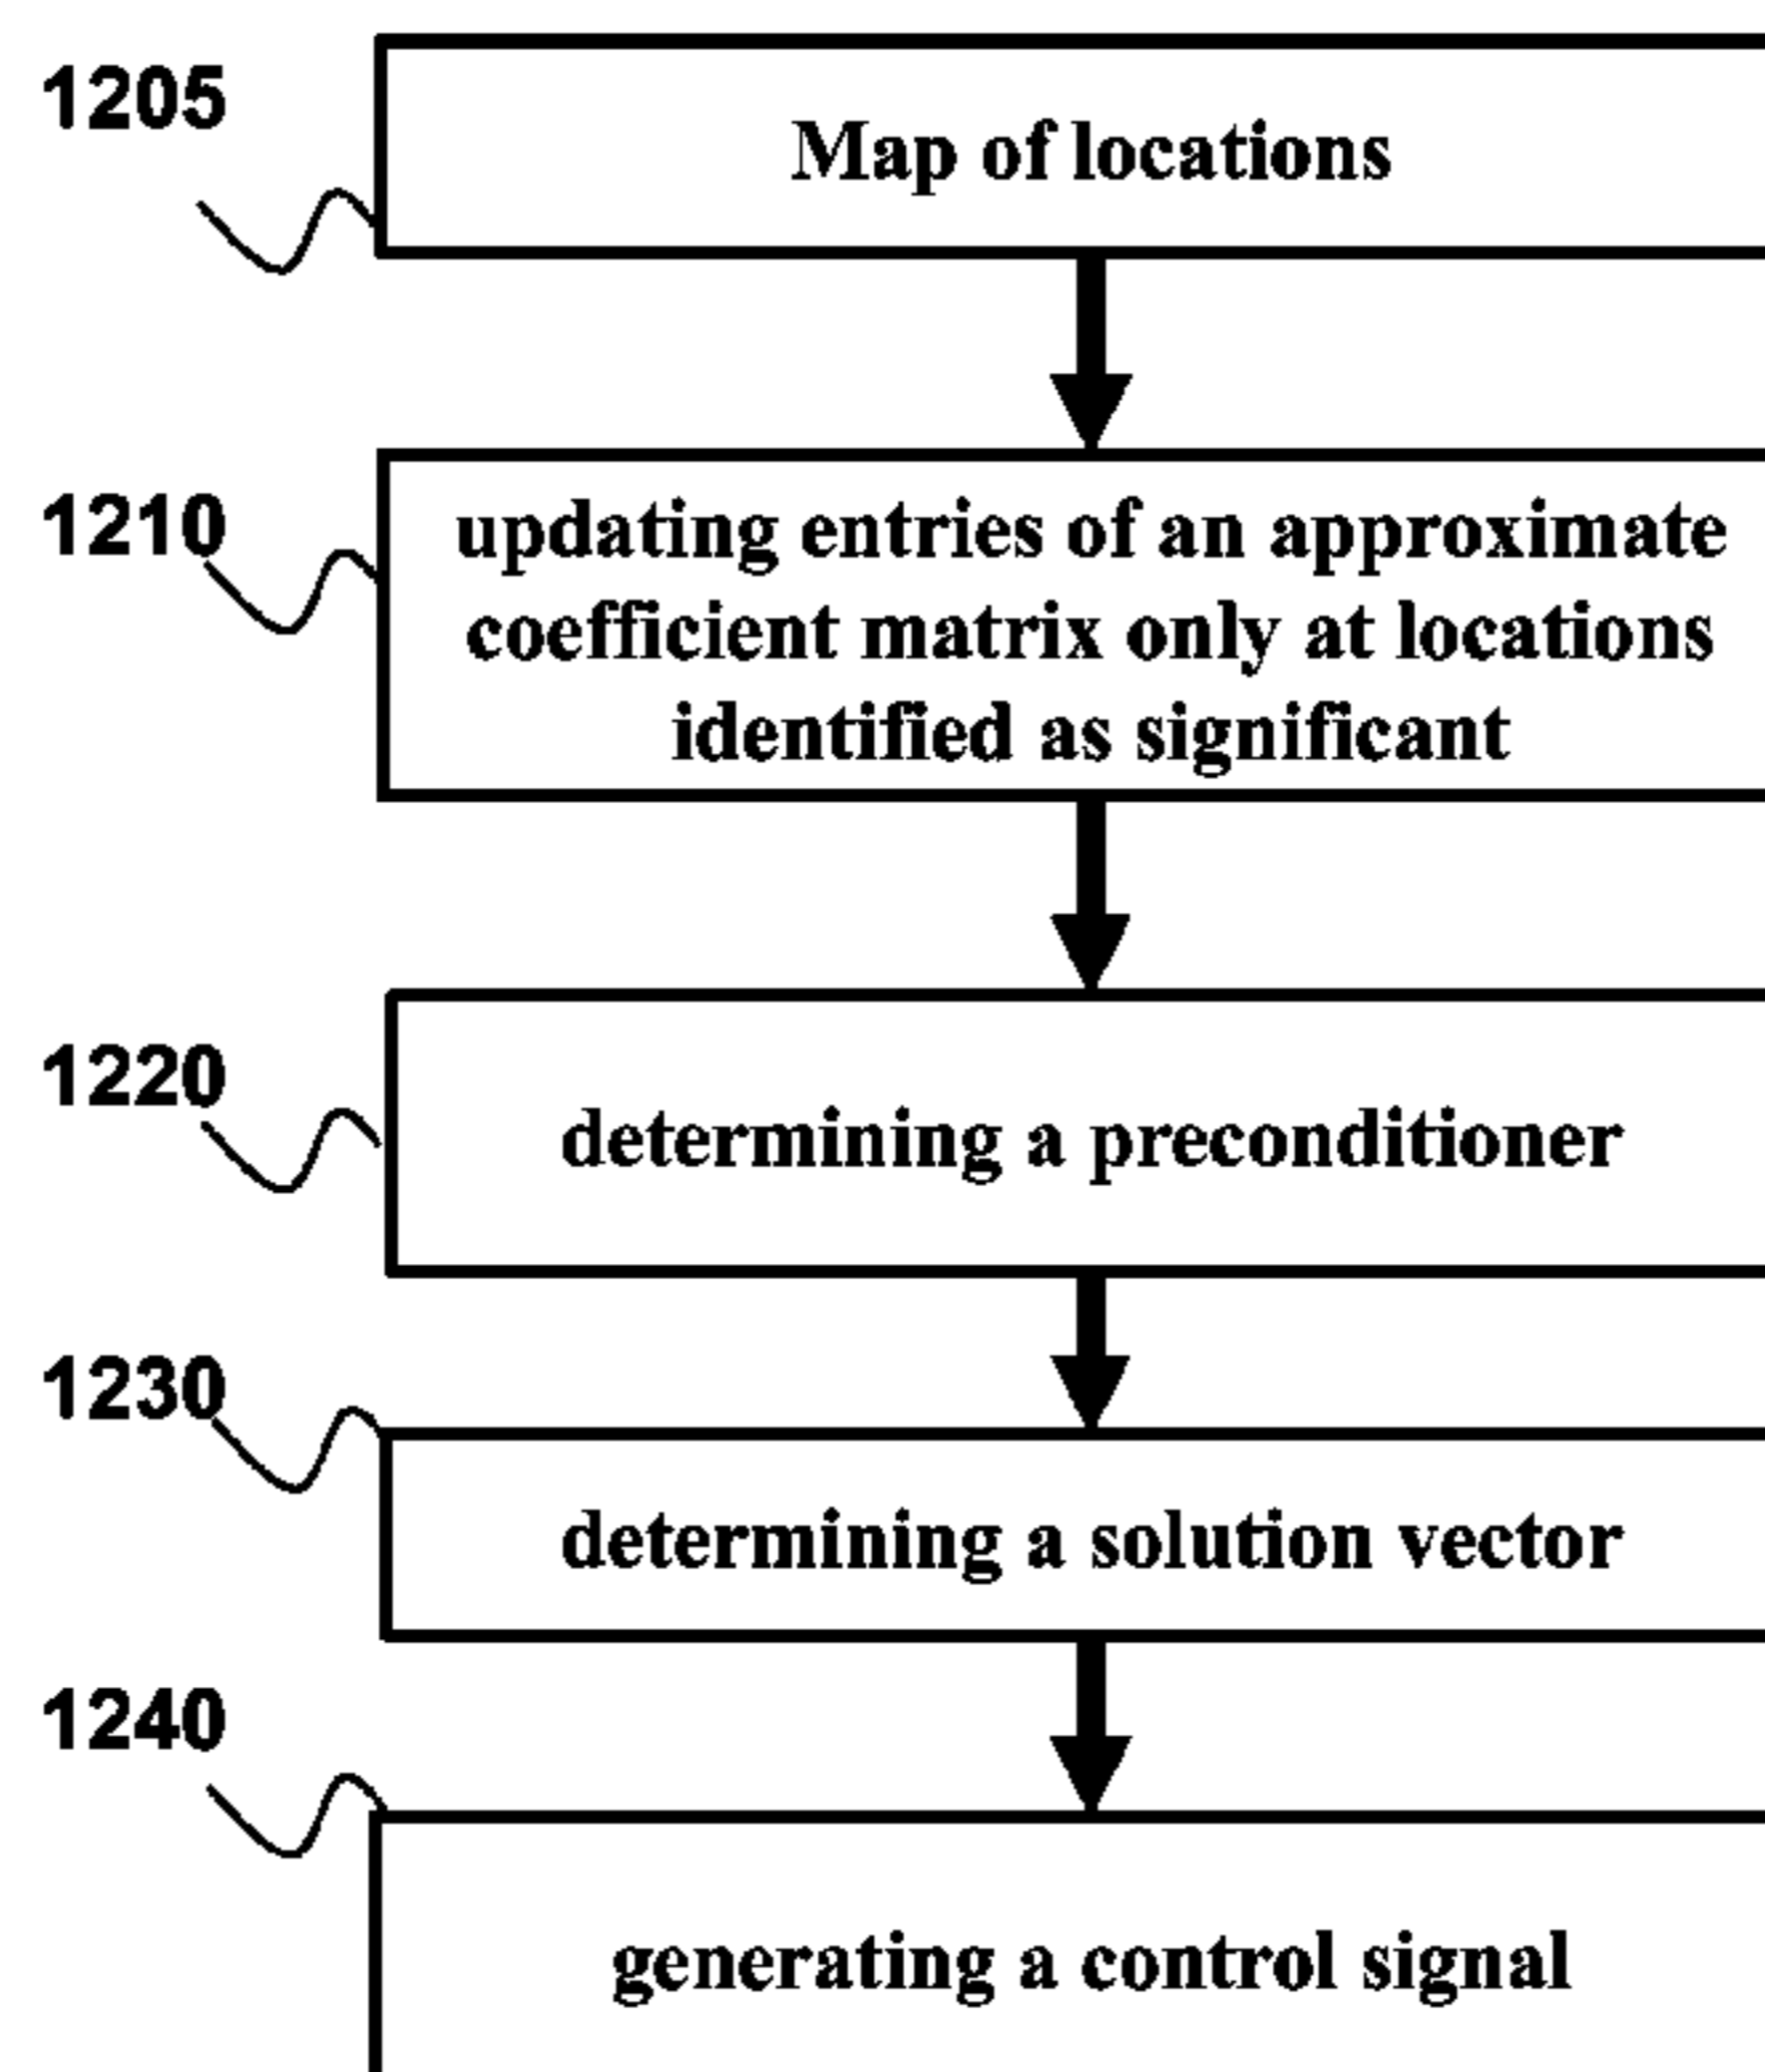 1205
Map of locations
1210
updating entries of an approximate
coefficient matrix only at locations
identified as significant
1220
determining a preconditioner
1230
determining a solution vector
1240
generating a control signal